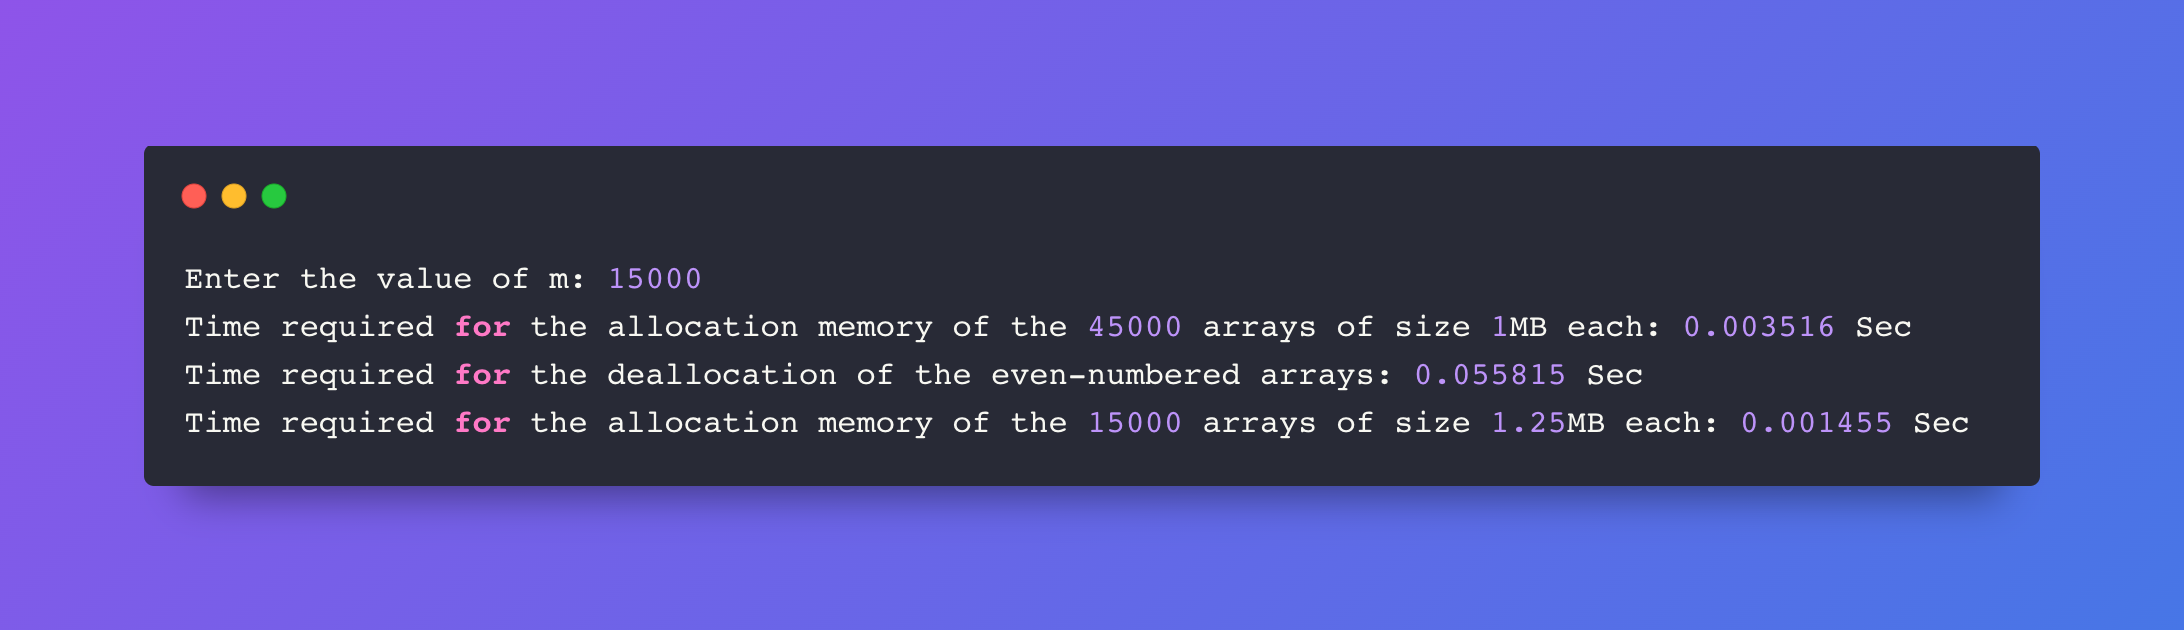 Enter the value of m: 15000
Time required for the allocation memory of the 45000 arrays of size 1MB each: 0.003516 Sec
Time required for the deallocation of the even-numbered arrays: 0.055815 Sec
Time required for the allocation memory of the 15000 arrays of size 1.25MB each: 0.001455 Sec